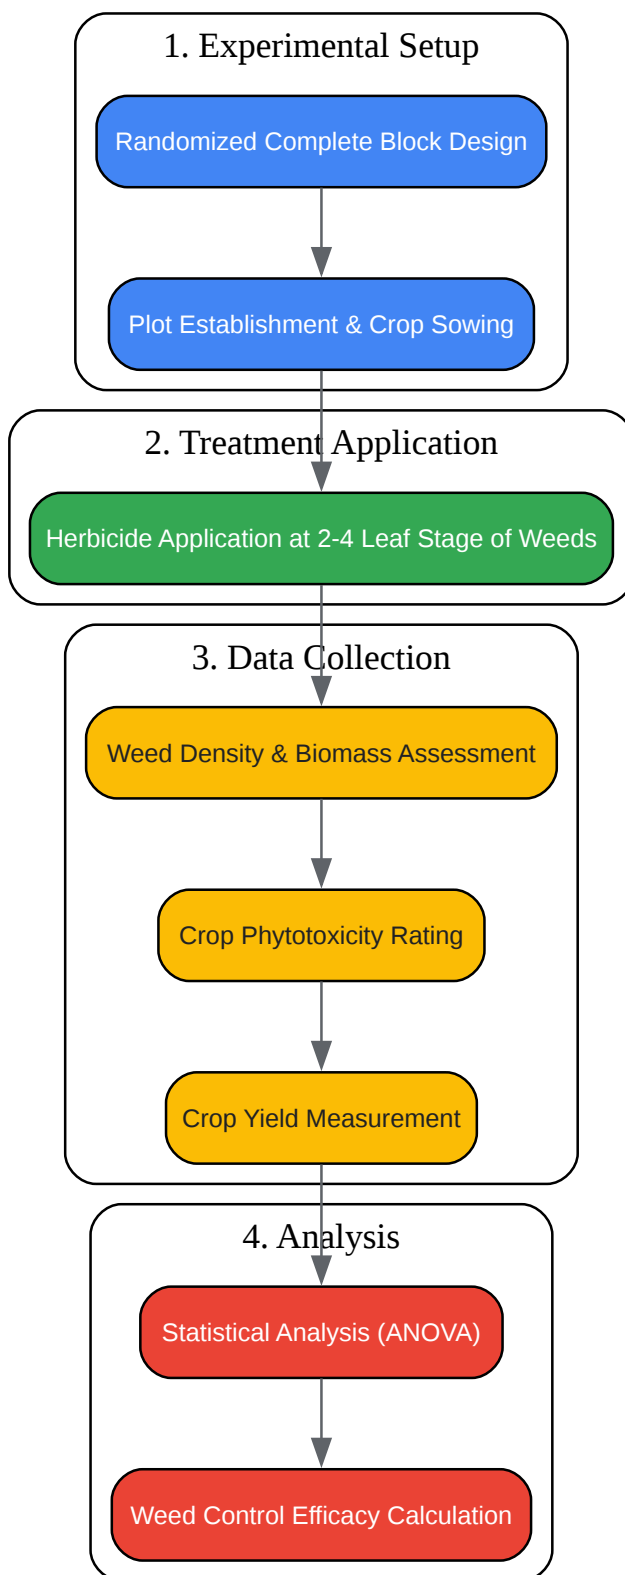 1. Experimental Setup
Randomized Complete Block Design
Plot Establishment & Crop Sowing
2. Treatment Application
Herbicide Application at 2-4 Leaf Stage of Weeds
3. Data Collection
Weed Density & Biomass Assessment
Crop Phytotoxicity Rating
Crop Yield Measurement
4. Analysis
Statistical Analysis (ANOVA)
Weed Control Efficacy Calculation